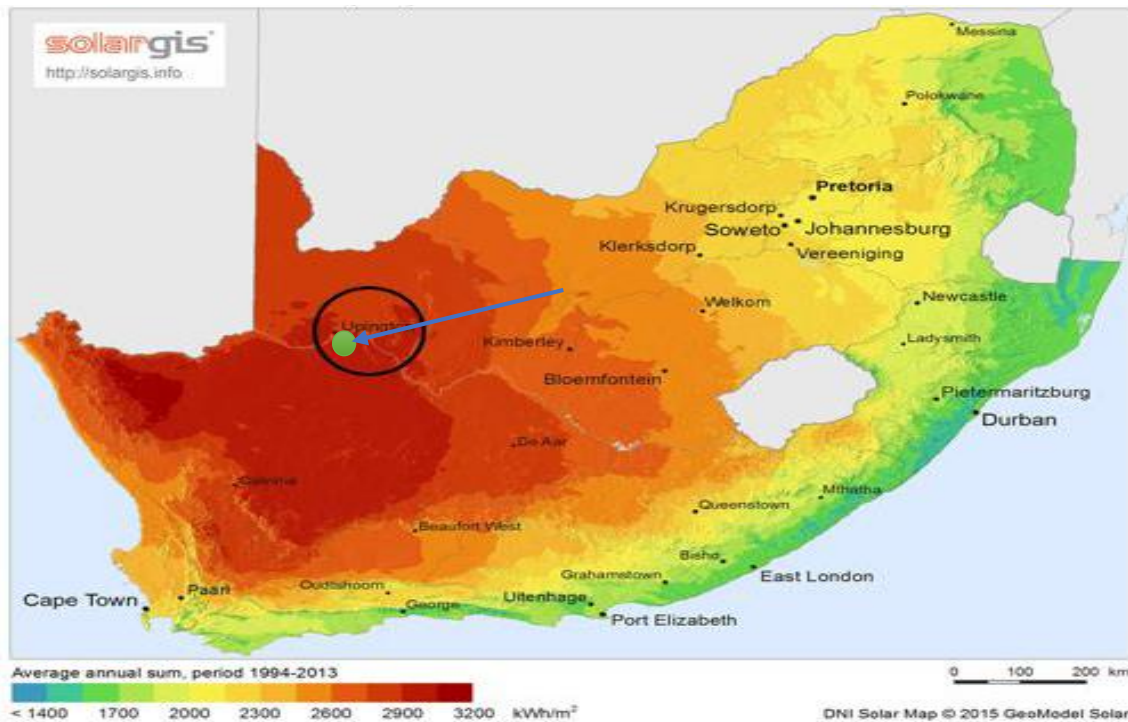 solargis
http://solargis.info
Messina
Polokwane
Pretoria
Krugersdorp
Soweto
Johannesburg
Klerksdorp
Vereeniging
Welkom
Newcastle
Upington
Kimberley
Ladysmith
Bloemfontein
Pietermaritzburg
Durban
De Aar
Calvinia
Queenstown
Mthatha
Beaufort West
Bisho
Grahamstown
East London
Oudtshoorn
Paarl
Cape Town
George
Uitenhage
Port Elizabeth
Average annual sum, period 1994-2013
< 1400 1700 2000 2300 2600 2900 3200 kWh/m²
0 100 200 km
DNI Solar Map © 2015 GeoModel Solar